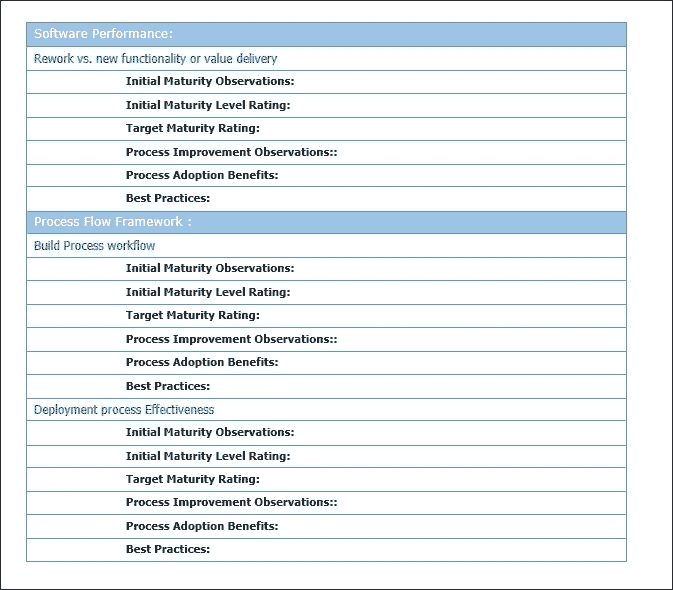 Software Performance:
Rework vs. new functionality or value delivery
Initial Maturity Observations:
Initial Maturity Level Rating:
Target Maturity Rating:
Process Improvement Observations::
Process Adoption Benefits:
Best Practices:
Process Flow Framework :
Build Process workflow
Initial Maturity Observations:
Initial Maturity Level Rating:
Target Maturity Rating:
Process Improvement Observations::
Process Adoption Benefits:
Best Practices:
Deployment process Effectiveness
Initial Maturity Observations:
Initial Maturity Level Rating:
Target Maturity Rating:
Process Improvement Observations::
Process Adoption Benefits:
Best Practices: